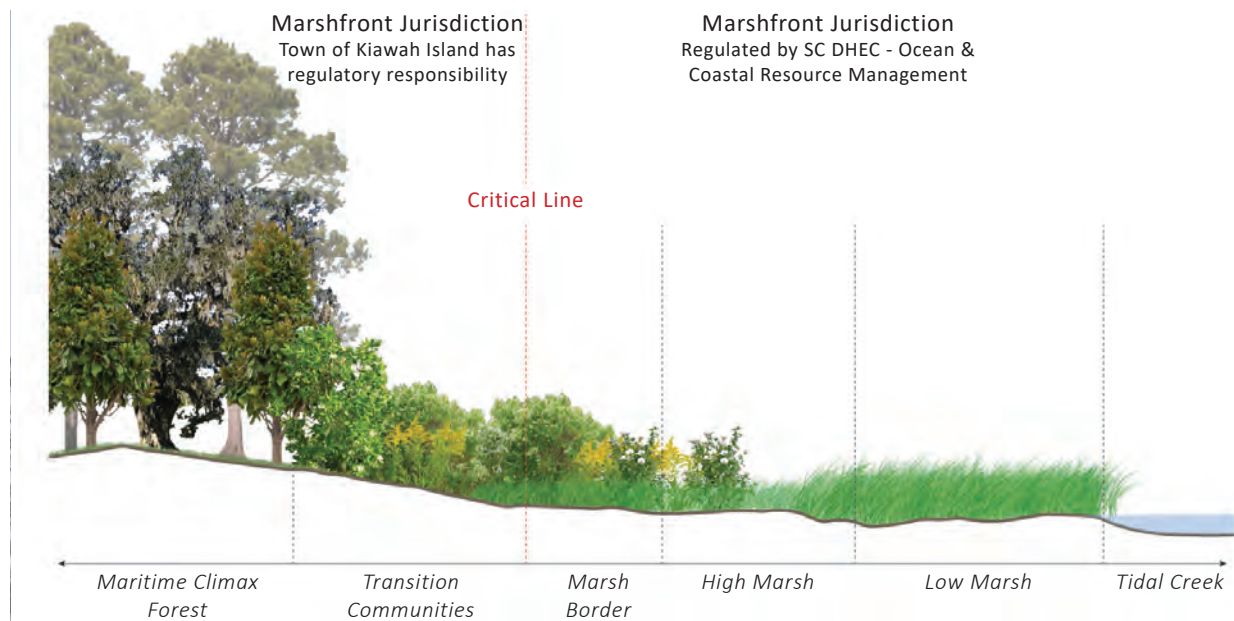 Marshfront Jurisdiction
Town of Kiawah Island has
regulatory responsibility
Marshfront Jurisdiction
Regulated by SC DHEC - Ocean &
Coastal Resource Management
Critical Line
Maritime Climax
Forest
Transition
Communities
Marsh
Border
High Marsh
Low Marsh
Tidal Creek